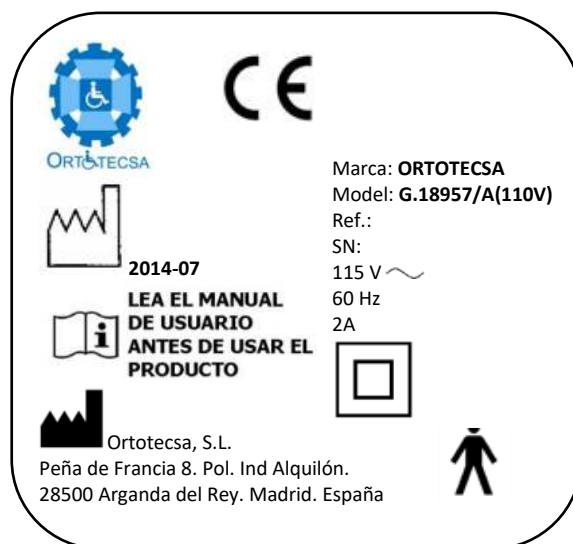 CE
ORTOTECSA
Marca: ORTOTECSA
Model: G.18957/A(110V)
Ref.:
SN:
115 V
60 Hz
2A
2014-07
LEA EL MANUAL
DE USUARIO
ANTES DE USAR EL
PRODUCTO
Ortotecsa, S.L.
Peña de Francia 8. Pol. Ind Alquilón.
28500 Arganda del Rey. Madrid. España